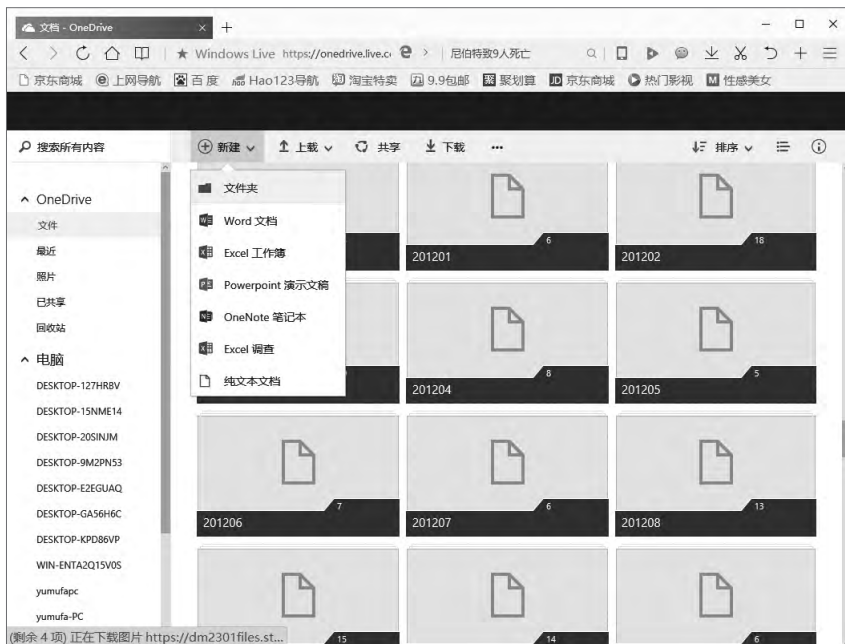 文档 - OneDrive
Windows Live https://onedrive.live.c
尼伯特致9人死亡
京东商城 上网导航 百度 Hao123导航 淘宝特卖 9.9包邮 聚划算 京东商城 热门影视 性感美女
搜索所有内容 新建 上载 共享 下载 ... 排序
OneDrive
文件
最近
照片
已共享
回收站
电脑
DESKTOP-127HRBV
DESKTOP-15NME14
DESKTOP-20SINJM
DESKTOP-9M2PN53
DESKTOP-E2EGUAQ
DESKTOP-GA56H6C
DESKTOP-KPD86VP
WIN-ENTA2Q15V0S
yumufapc
yumufa-PC
文件夹
Word 文档
Excel 工作簿
Powerpoint 演示文稿
OneNote 笔记本
Excel 调查
纯文本文档
6
201201
18
201202
8
201204
5
201205
7
201206
6
201207
13
201208
15
14
6
(剩余 4 项) 正在下载图片 https://dm2301files.st...